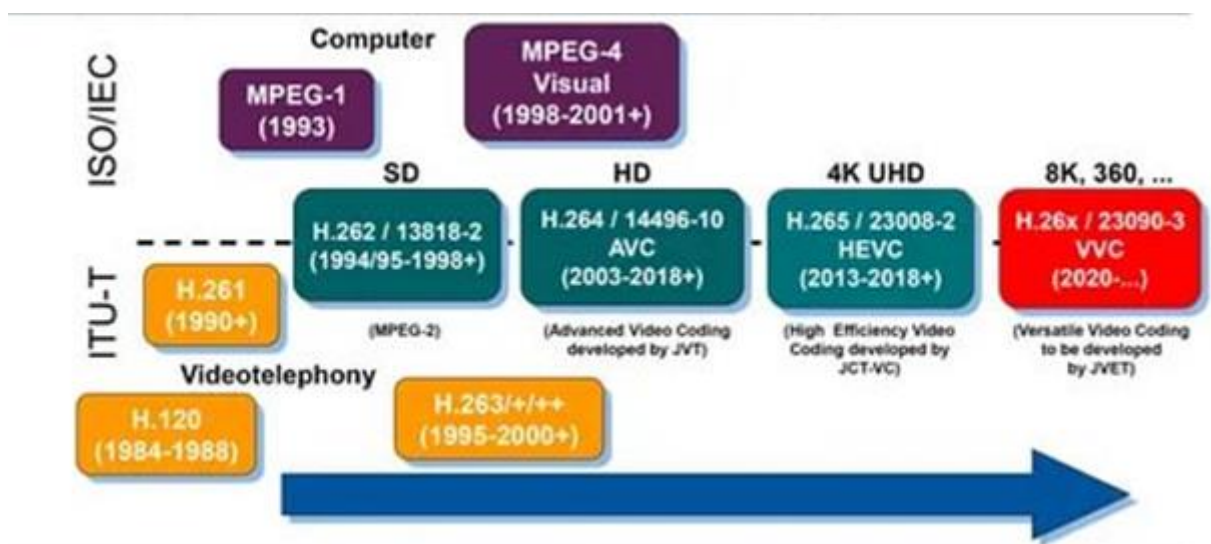 ISO/IEC
Computer
MPEG-1
(1993)
MPEG-4
Visual
(1998-2001+)
SD
HD
4K UHD
8K, 360, ...
H.262 / 13818-2
(1994/95-1998+)
(MPEG-2)
H.264 / 14496-10
AVC
(2003-2018+)
(Advanced Video Coding
developed by JVT)
H.265 / 23008-2
HEVC
(2013-2018+)
(High Efficiency Video
Coding developed by
JCT-VC)
H.26x / 23090-3
VVC
(2020-...)
(Versatile Video Coding
to be developed
by JVET)
ITU-T
H.261
(1990+)
Videotelephony
H.120
(1984-1988)
H.263/+/++
(1995-2000+)